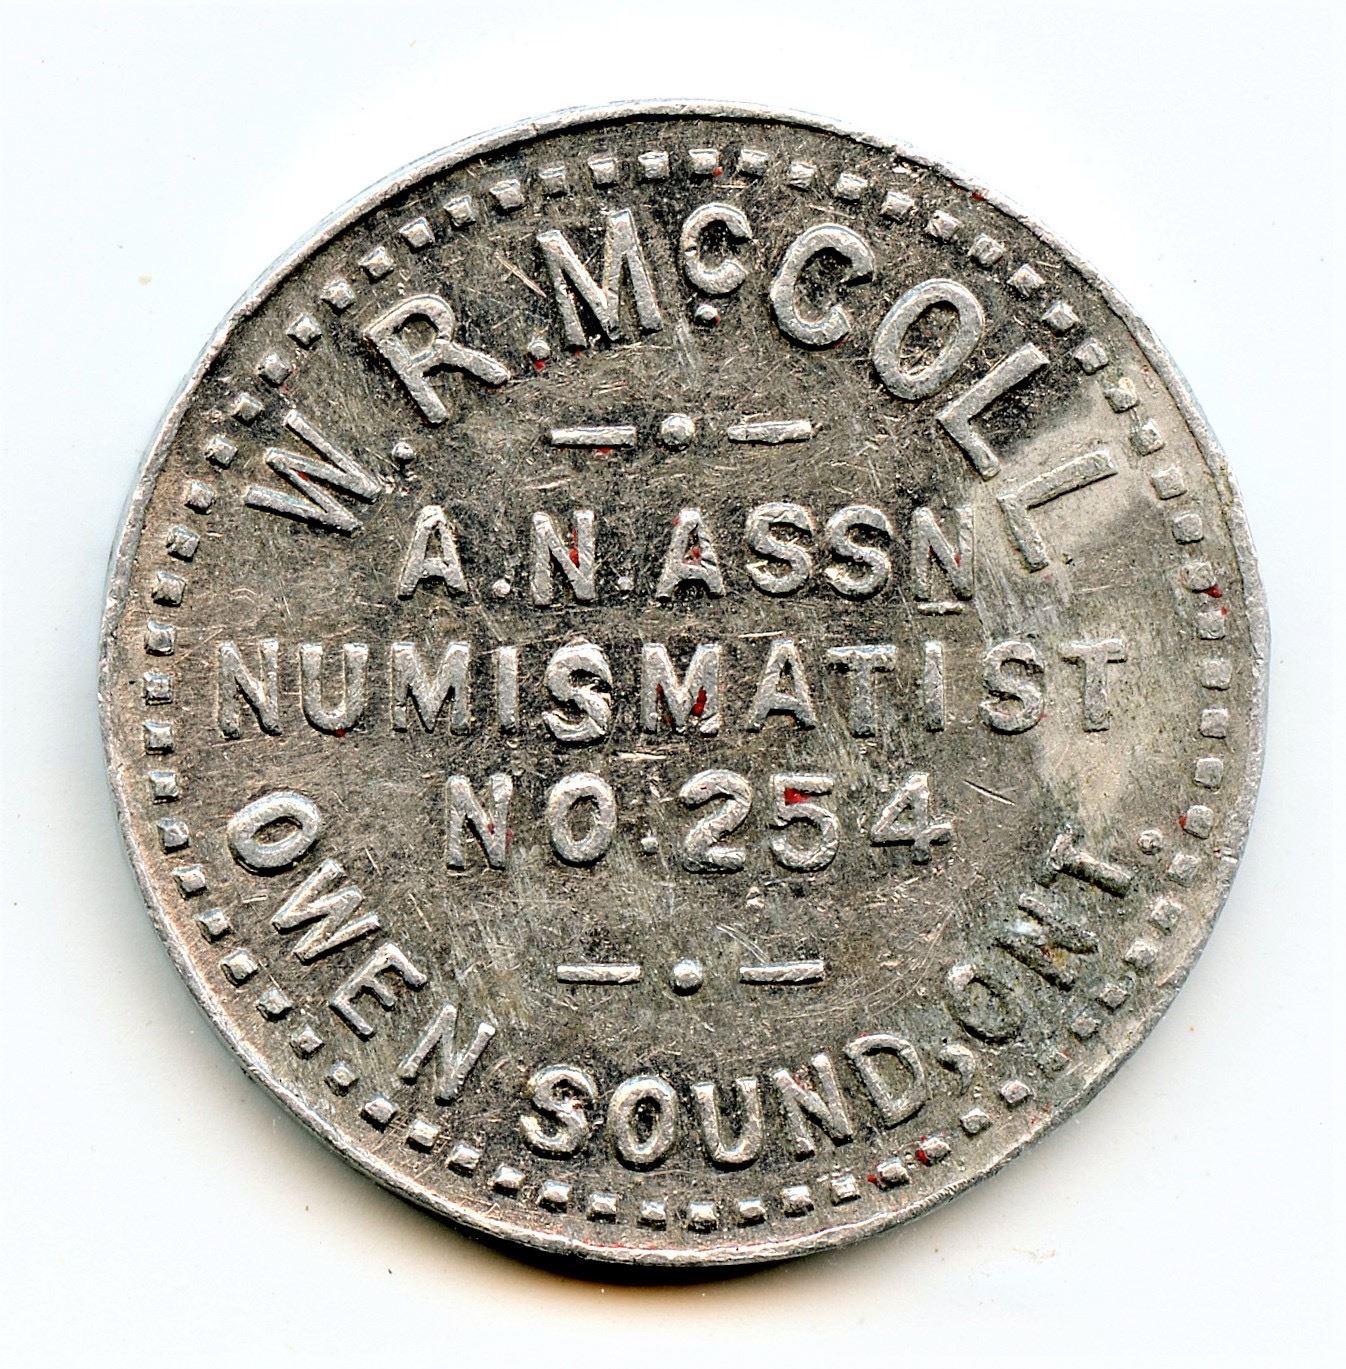 W. R. McCOLL
A. N. ASSN
NUMISMATIST
NO. 254
OWEN SOUND, ONT.